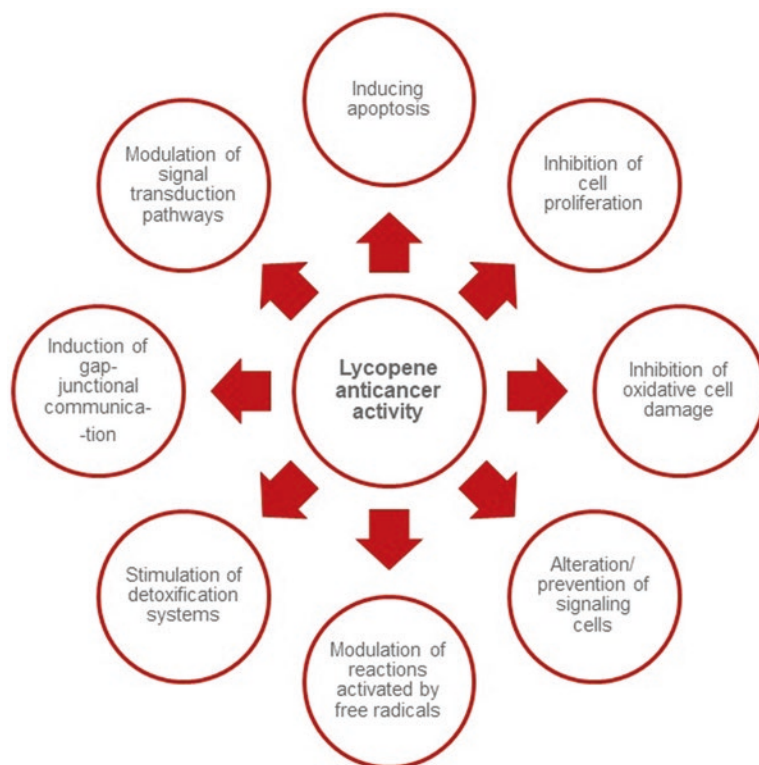 Inducing
apoptosis
Modulation of
signal
transduction
pathways
Inhibition of
cell
proliferation
Induction of
gap-
junctional
communica-
-tion
Lycopene
anticancer
activity
Inhibition of
oxidative cell
damage
Stimulation of
detoxification
systems
Alteration/
prevention of
signaling
cells
Modulation of
reactions
activated by
free radicals